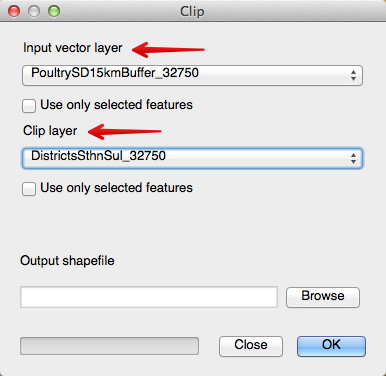 Clip
Input vector layer
PoultrySD15kmBuffer_32750
Use only selected features
Clip layer
DistrictsSthnSul_32750
Use only selected features
Output shapefile
Browse
Close
OK